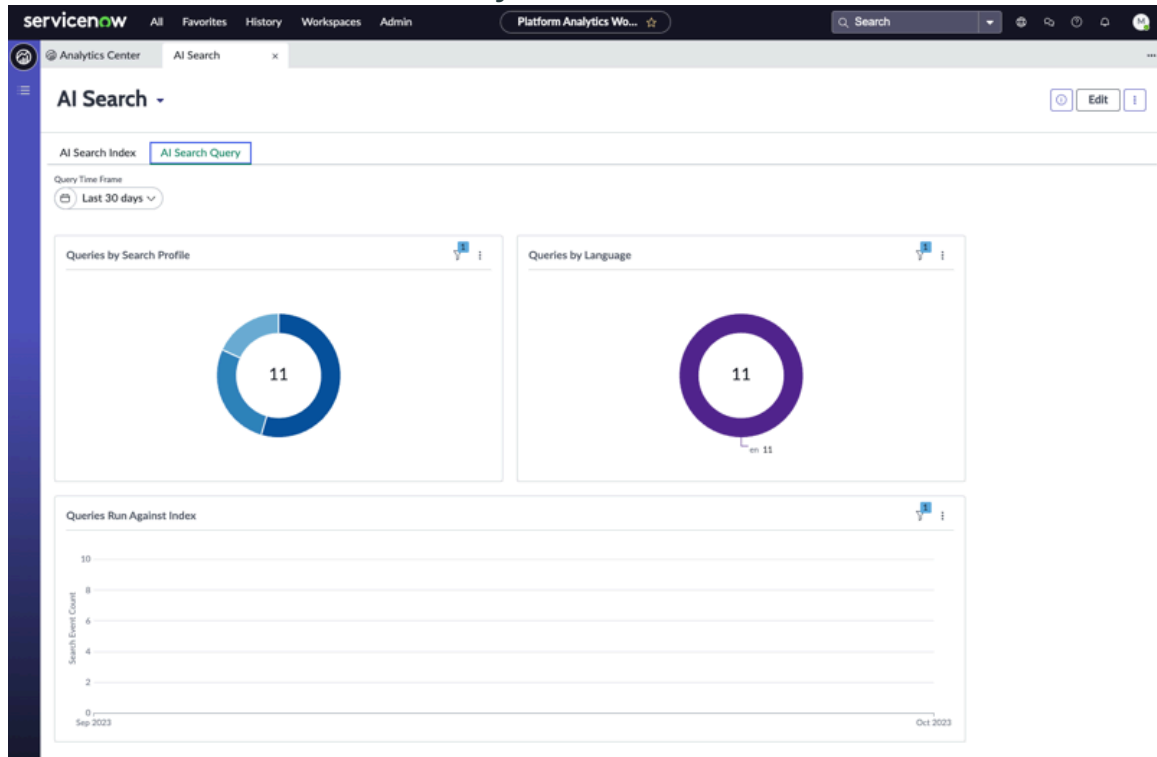 servicenow All Favorites History Workspaces Admin Platform Analytics Wo... Search M
Analytics Center AI Search ×
AI Search
Edit
AI Search Index AI Search Query
Query Time Frame
Last 30 days
Queries by Search Profile 1
Queries by Language 1
11
11
en 11
Queries Run Against Index 1
10
8
6
4
2
0
Search Event Count
Sep 2023 Oct 2023